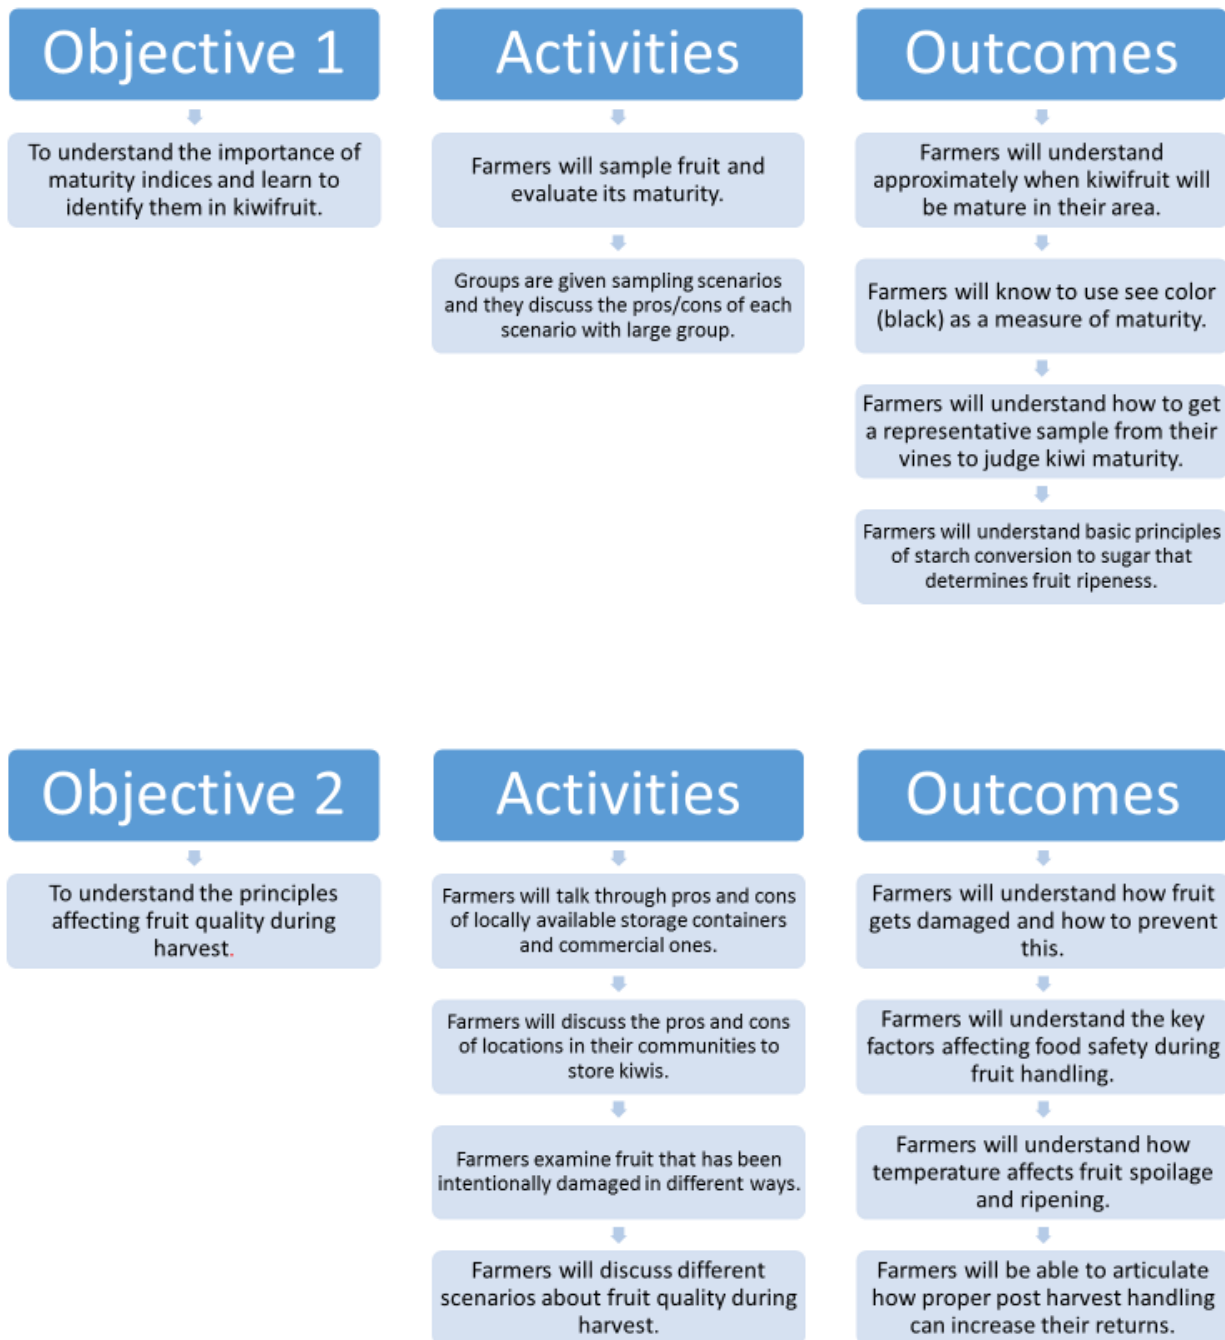 Objective 1
To understand the importance of
maturity indices and learn to
identify them in kiwifruit.
Activities
Farmers will sample fruit and
evaluate its maturity.
Groups are given sampling scenarios
and they discuss the pros/cons of each
scenario with large group.
Outcomes
Farmers will understand
approximately when kiwifruit will
be mature in their area.
Farmers will know to use see color
(black) as a measure of maturity.
Farmers will understand how to get
a representative sample from their
vines to judge kiwi maturity.
Farmers will understand basic principles
of starch conversion to sugar that
determines fruit ripeness.
Objective 2
To understand the principles
affecting fruit quality during
harvest.
Activities
Farmers will talk through pros and cons
of locally available storage containers
and commercial ones.
Farmers will discuss the pros and cons
of locations in their communities to
store kiwis.
Farmers examine fruit that has been
intentionally damaged in different ways.
Farmers will discuss different
scenarios about fruit quality during
harvest.
Outcomes
Farmers will understand how fruit
gets damaged and how to prevent
this.
Farmers will understand the key
factors affecting food safety during
fruit handling.
Farmers will understand how
temperature affects fruit spoilage
and ripening.
Farmers will be able to articulate
how proper post harvest handling
can increase their returns.